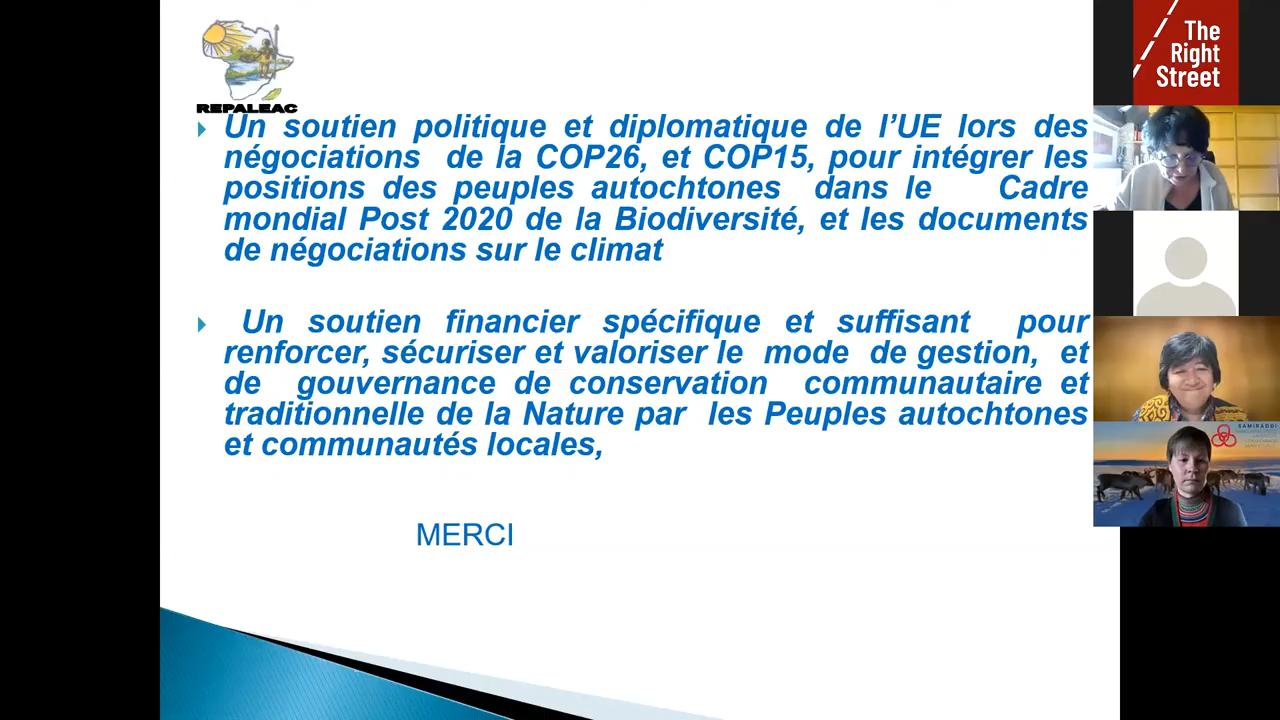 REPALEAC
Un soutien politique et diplomatique de l'UE lors des
négociations de la COP26, et COP15, pour intégrer les
positions des peuples autochtones dans le Cadre
mondial Post 2020 de la Biodiversité, et les documents
de négociations sur le climat
Un soutien financier spécifique et suffisant pour
renforcer, sécuriser et valoriser le mode de gestion, et
de gouvernance de conservation communautaire et
traditionnelle de la Nature par les Peuples autochtones
et communautés locales,
MERCI
The
Right
Street
SAMIRÁĐĐI